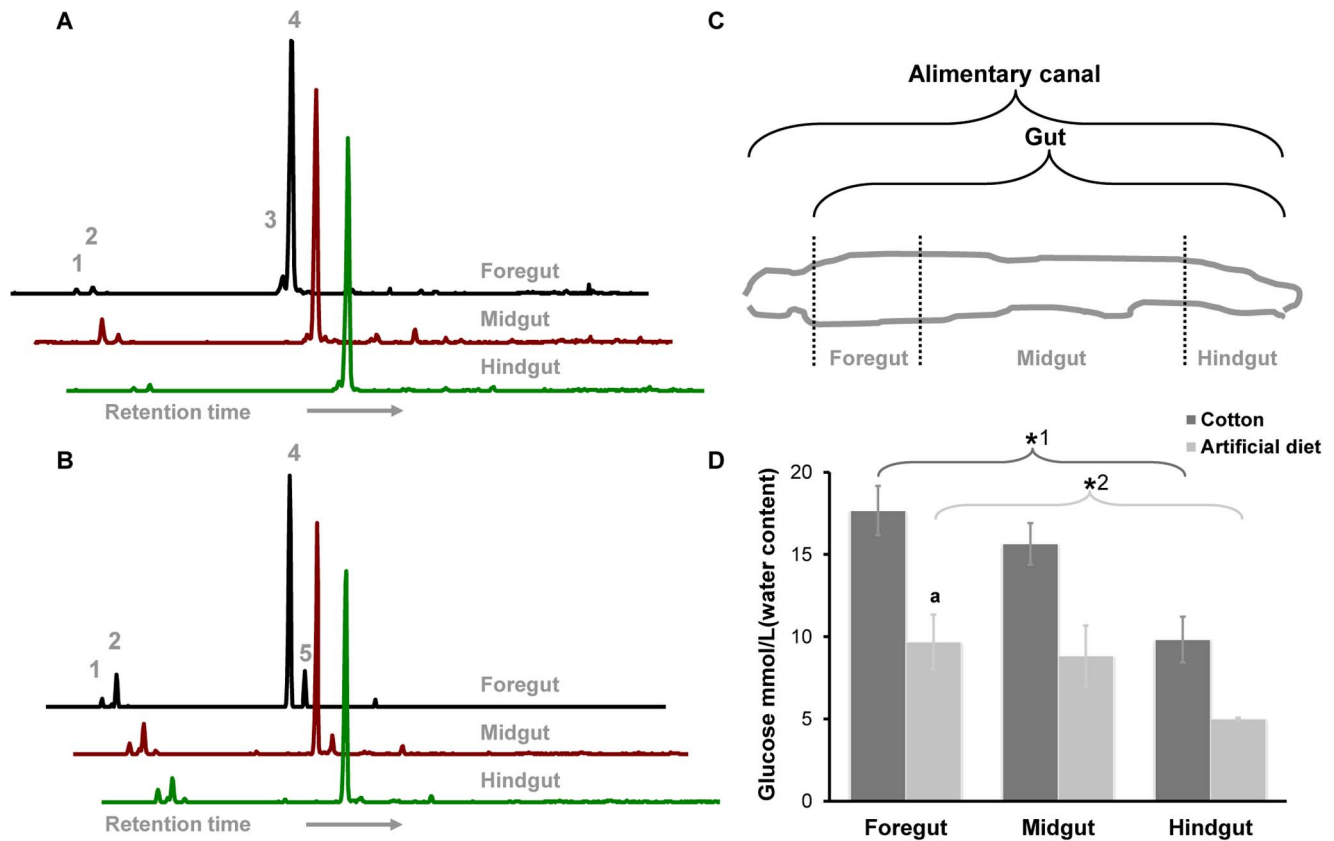 A
4
3
2
1
Foregut
Midgut
Hindgut
Retention time
B
4
2
1
5
Foregut
Midgut
Hindgut
Retention time
C
Alimentary canal
Gut
Foregut Midgut Hindgut
D
Cotton
Artificial diet
*1
*2
a
Glucose mmol/L(water content)
20
15
10
5
0
Foregut Midgut Hindgut